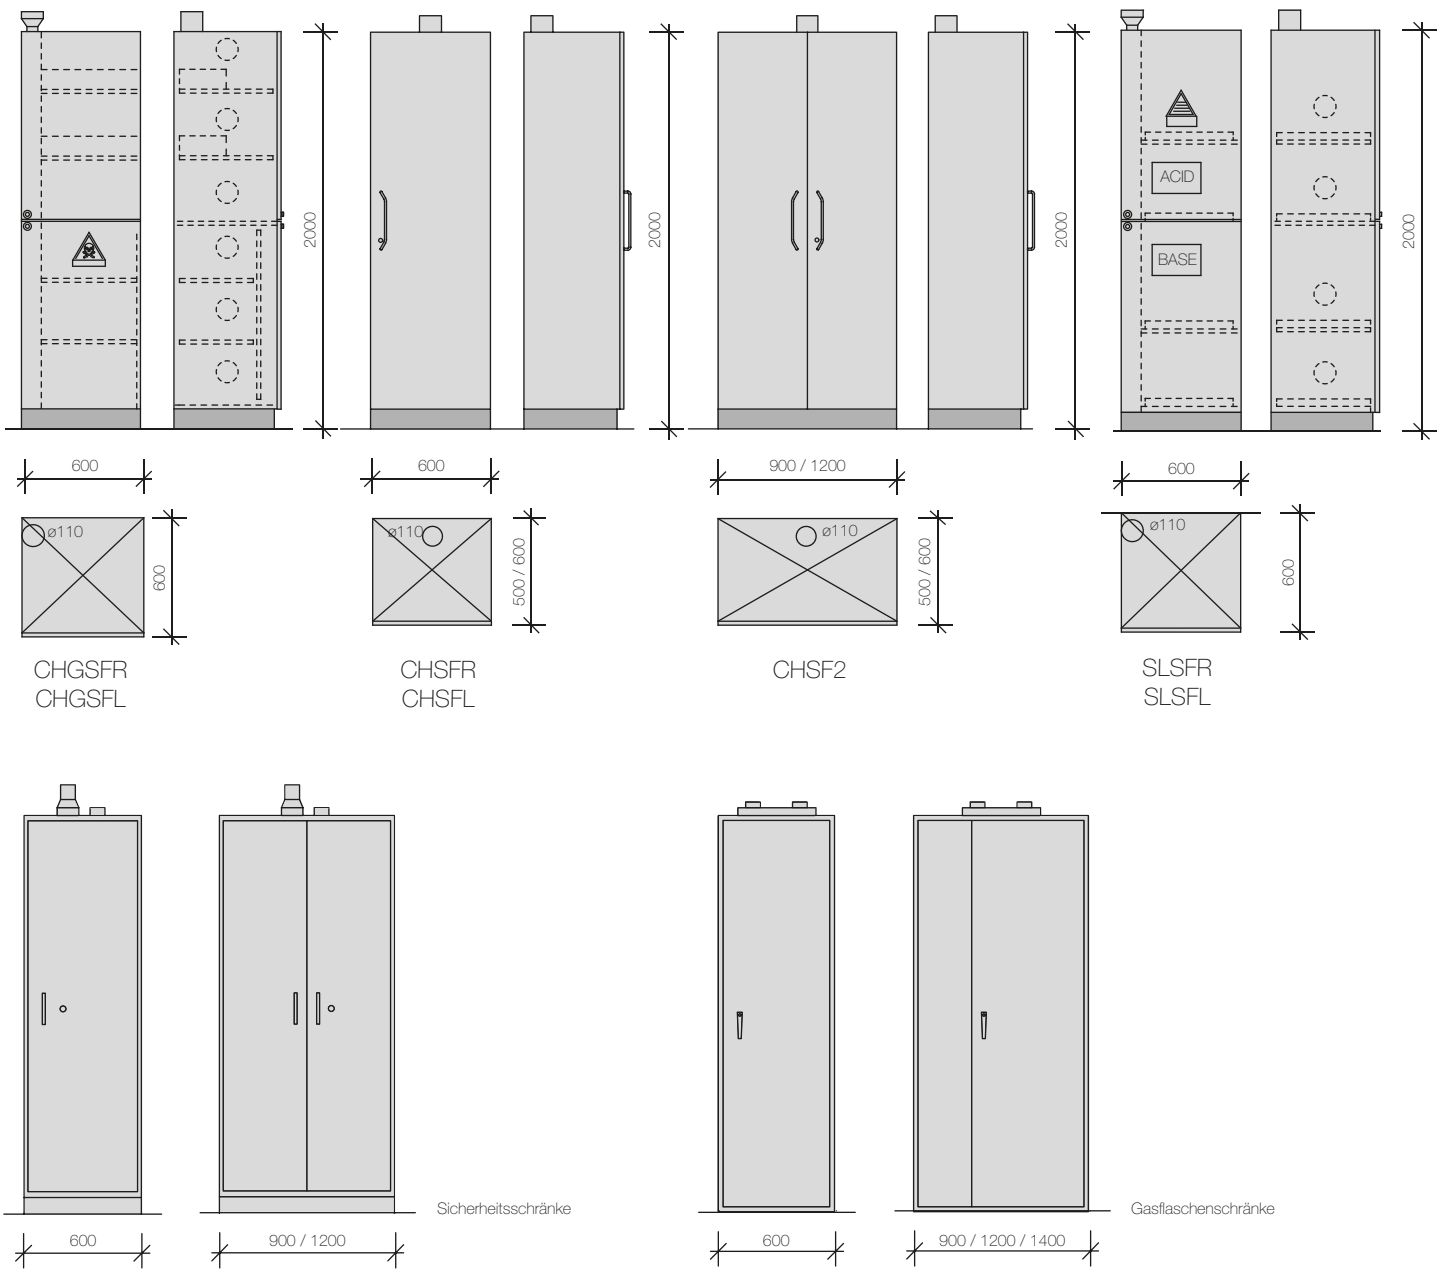 2000
2000
ACID
BASE
2000
2000
600
600
900 / 1200
600
ø110
600
ø110
500 / 600
ø110
500 / 600
ø110
600
CHGSFR
CHGSFL
CHSFR
CHSFL
CHSF2
SLSFR
SLSFL
Sicherheitsschränke
Gasflaschenschränke
600
900 / 1200
600
900 / 1200 / 1400